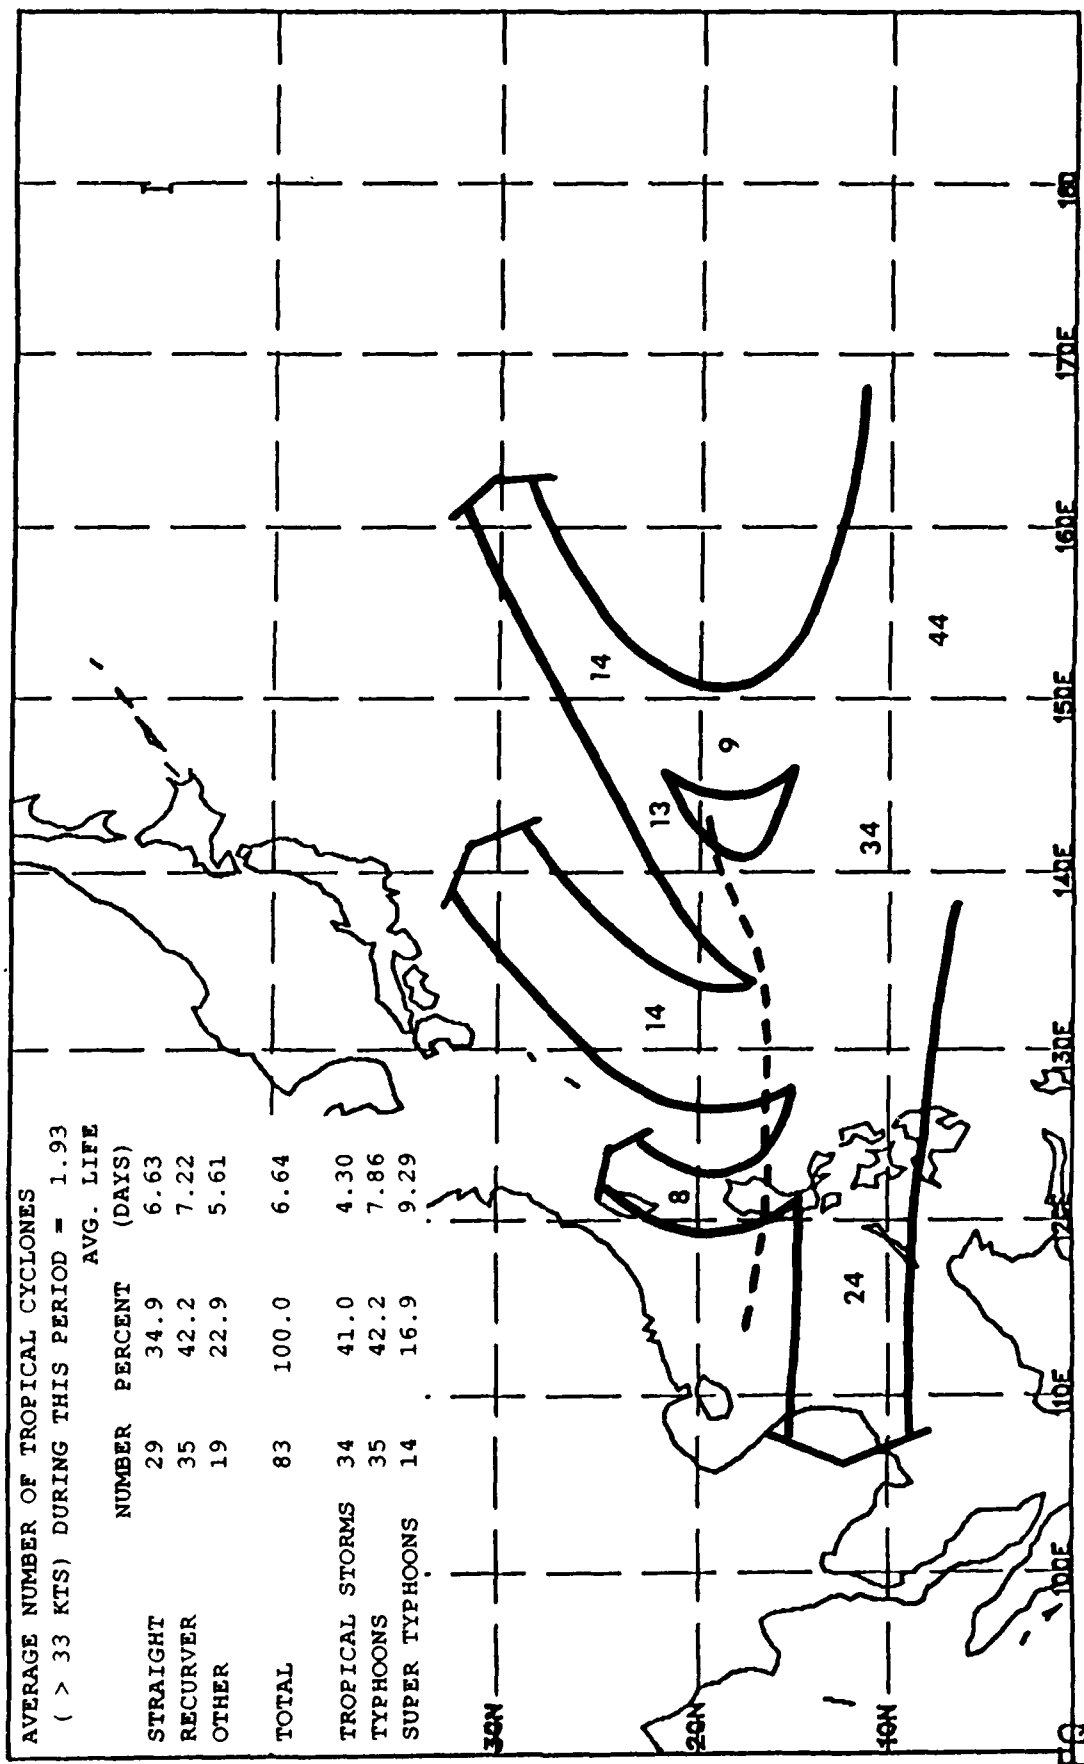 AVERAGE NUMBER OF TROPICAL CYCLONES
( > 33 KTS) DURING THIS PERIOD = 1.93
AVG. LIFE
NUMBER PERCENT (DAYS)
STRAIGHT 29 34.9 6.63
RECURVER 35 42.2 7.22
OTHER 19 22.9 5.61
TOTAL 83 100.0 6.64
TROPICAL STORMS 34 41.0 4.30
TYPHOONS 35 42.2 7.86
SUPER TYPHOONS 14 16.9 9.29
30N
14
13
14
8
20N
9
24
34
10N
44
EQ
100E
110E
120E
130E
140E
150E
160E
170E
180